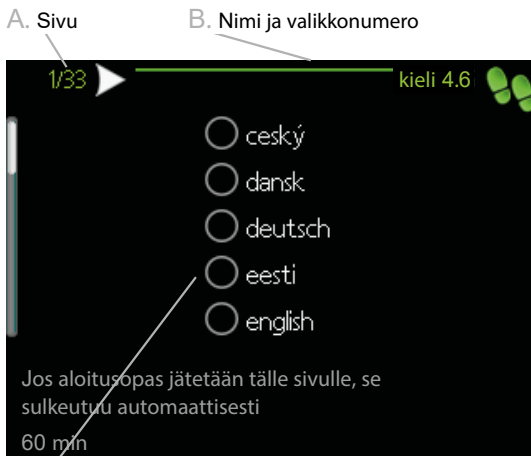 A. Sivu
B. Nimi ja valikkonumero
1/33
kieli 4.6
ceský
dansk
deutsch
eesti
english
Jos aloitusopas jätetään tälle sivulle, se
sulkeutuu automaattisesti
60 min